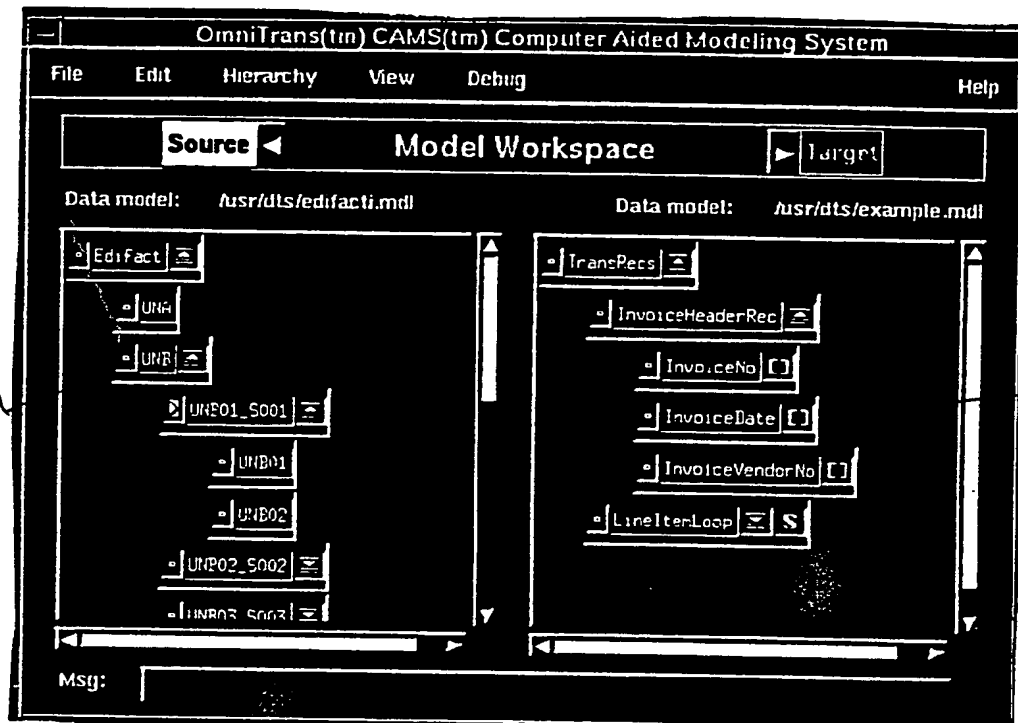 OmniTrans(tm) CAMS(tm) Computer Aided Modeling System
File Edit Hierarchy View Debug Help
Source Model Workspace Target
Data model: /usr/dts/edifacti.mdl
EdiFact
UNA
UNB
UNB01_S001
UNB01
UNB02
UNB02_S002
UNB03_S003
Data model: /usr/dts/example.mdl
TransRecs
InvoiceHeaderRec
InvoiceNo []
InvoiceDate []
InvoiceVendorNo []
LineItemLoop S
Msg: